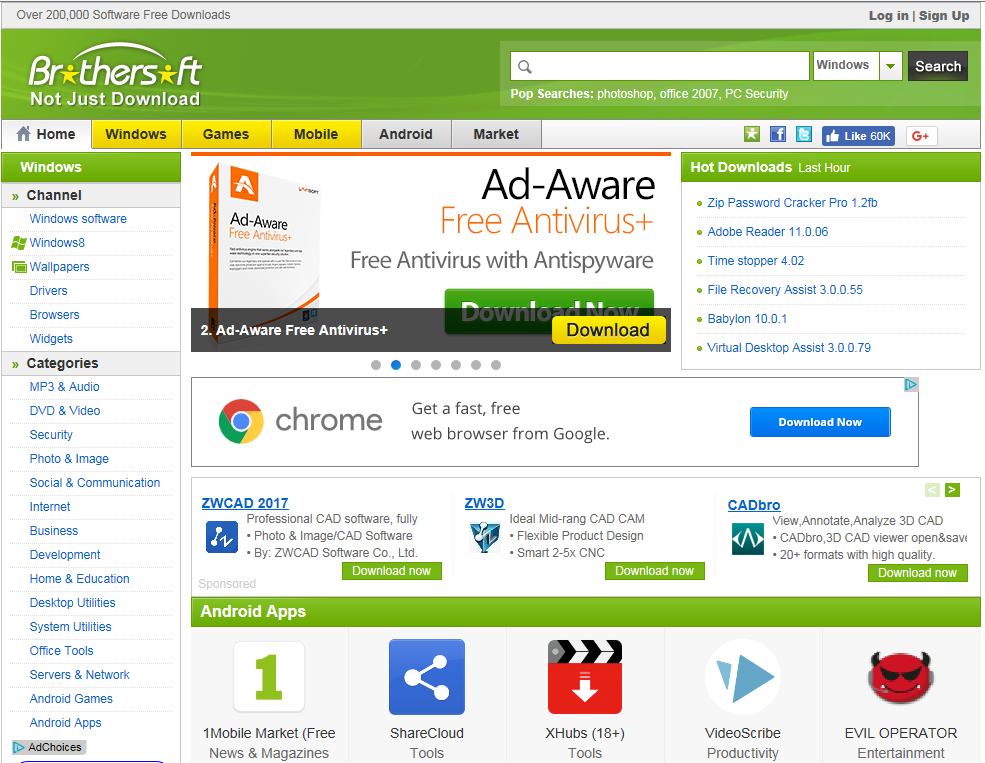 Over 200,000 Software Free Downloads
Log in | Sign Up
Brothersoft
Not Just Download
Windows
Search
Pop Searches: photoshop, office 2007, PC Security
Home
Windows
Games
Mobile
Android
Market
Like 60K
G+
Windows
» Channel
Windows software
Windows8
Wallpapers
Drivers
Browsers
Widgets
» Categories
MP3 & Audio
DVD & Video
Security
Photo & Image
Social & Communication
Internet
Business
Development
Home & Education
Desktop Utilities
System Utilities
Office Tools
Servers & Network
Android Games
Android Apps
AdChoices
LAVASOFT
Ad-Aware
Free Antivirus+
Ad-Aware
Free Antivirus+
Free Antivirus with Antispyware
Download Now
2. Ad-Aware Free Antivirus+
Download
Hot Downloads Last Hour
Zip Password Cracker Pro 1.2fb
Adobe Reader 11.0.06
Time stopper 4.02
File Recovery Assist 3.0.0.55
Babylon 10.0.1
Virtual Desktop Assist 3.0.0.79
chrome
Get a fast, free
web browser from Google.
Download Now
< >
ZWCAD 2017
Professional CAD software, fully
• Photo & Image/CAD Software
• By: ZWCAD Software Co., Ltd.
Download now
Sponsored
ZW3D
Ideal Mid-rang CAD CAM
• Flexible Product Design
• Smart 2-5x CNC
Download now
CADbro
View,Annotate,Analyze 3D CAD
• CADbro,3D CAD viewer open&save
• 20+ formats with high quality.
Download now
Android Apps
1
1Mobile Market (Free
News & Magazines
ShareCloud
Tools
XHubs (18+)
Tools
VideoScribe
Productivity
EVIL OPERATOR
Entertainment